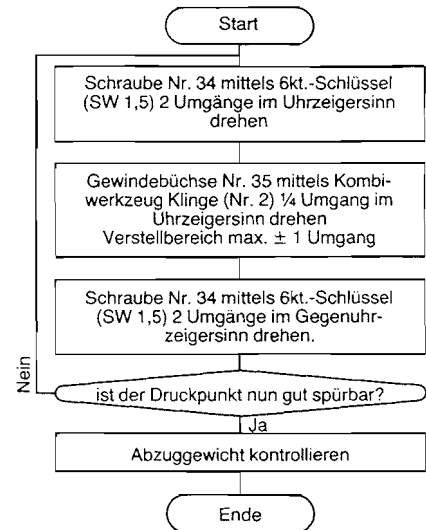 Start
Schraube Nr. 34 mittels 6kt.-Schlüssel
(SW 1,5) 2 Umgänge im Uhrzeigersinn
drehen
Gewindebüchse Nr. 35 mittels Kombi-
werkzeug Klinge (Nr. 2) ¼ Umgang im
Uhrzeigersinn drehen
Verstellbereich max. ± 1 Umgang
Schraube Nr. 34 mittels 6kt.-Schlüssel
(SW 1,5) 2 Umgänge im Gegenuhr-
zeigersinn drehen.
Nein
ist der Druckpunkt nun gut spürbar?
Ja
Abzuggewicht kontrollieren
Ende